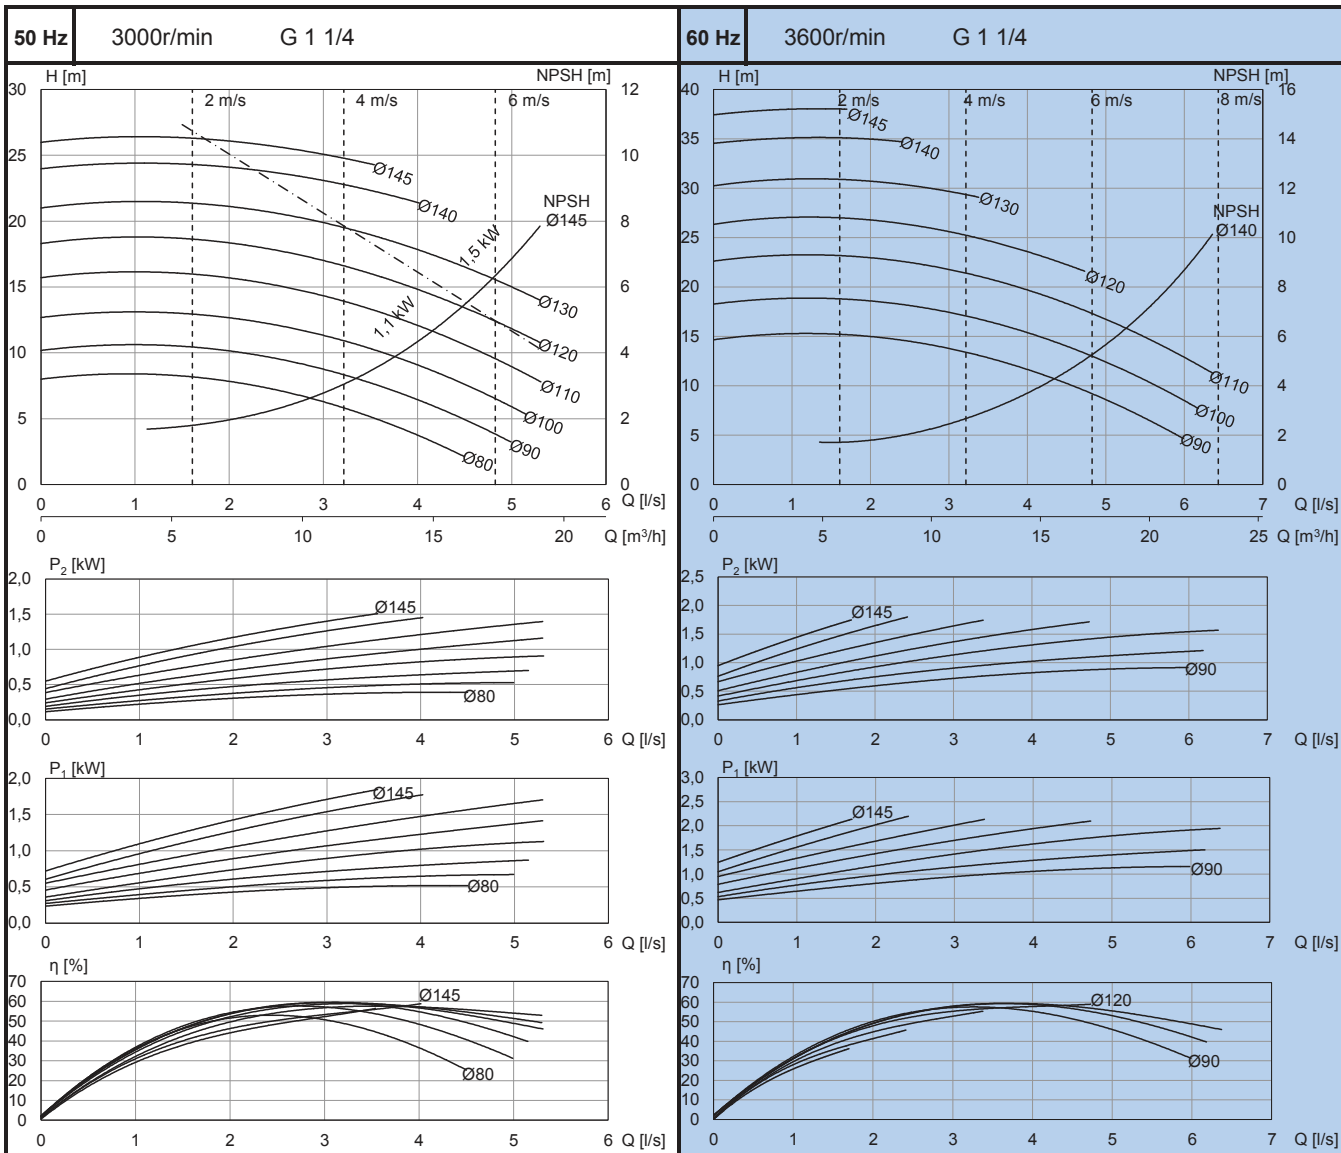 50 Hz 3000r/min G 1 1/4
H [m] NPSH [m]
30 12
2 m/s 4 m/s 6 m/s
25 10
Ø145
Ø140
NPSH
Ø145
20 8
1,5 kW
15 6
Ø130
1,1 kW
Ø120
10 4
Ø110
Ø100
Ø90
5 2
Ø80
0 0
0 1 2 3 4 5 6 Q [l/s]
0 5 10 15 20 Q [m³/h]
P₂ [kW]
2,0
1,5
1,0
0,5
0,0
Ø145
Ø80
0 1 2 3 4 5 6 Q [l/s]
P₁ [kW]
2,0
1,5
1,0
0,5
0,0
Ø145
Ø80
0 1 2 3 4 5 6 Q [l/s]
η [%]
70
60
50
40
30
20
10
0
Ø145
Ø80
0 1 2 3 4 5 6 Q [l/s]
60 Hz 3600r/min G 1 1/4
H [m] NPSH [m]
40 16
2 m/s 4 m/s 6 m/s 8 m/s
Ø145
35 14
Ø140
30 12
Ø130
NPSH
Ø140
25 10
Ø120
20 8
15 6
10 4
Ø110
Ø100
5 2
Ø90
0 0
0 1 2 3 4 5 6 7 Q [l/s]
0 5 10 15 20 25 Q [m³/h]
P₂ [kW]
2,5
2,0
1,5
1,0
0,5
0,0
Ø145
Ø90
0 1 2 3 4 5 6 7 Q [l/s]
P₁ [kW]
3,0
2,5
2,0
1,5
1,0
0,5
0,0
Ø145
Ø90
0 1 2 3 4 5 6 7 Q [l/s]
η [%]
70
60
50
40
30
20
10
0
Ø120
Ø90
0 1 2 3 4 5 6 7 Q [l/s]